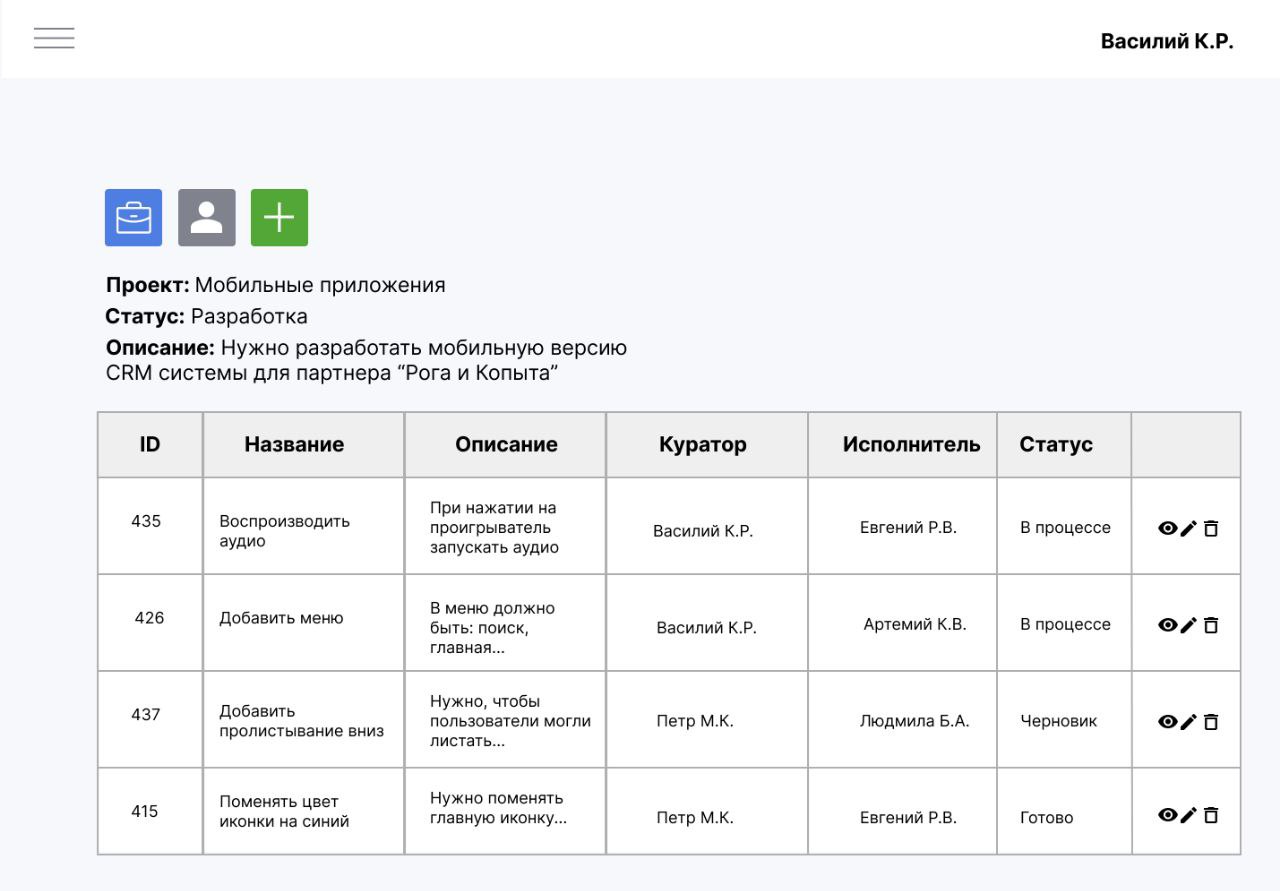 Василий К.Р.
Проект: Мобильные приложения
Статус: Разработка
Описание: Нужно разработать мобильную версию
CRM системы для партнера “Рога и Копыта”
ID Название Описание Куратор Исполнитель Статус
435
Воспроизводить
аудио
При нажатии на
проигрыватель
запускать аудио
Василий К.Р.
Евгений Р.В.
В процессе
426
Добавить меню
В меню должно
быть: поиск,
главная...
Василий К.Р.
Артемий К.В.
В процессе
437
Добавить
пролистывание вниз
Нужно, чтобы
пользователи могли
листать...
Петр М.К.
Людмила Б.А.
Черновик
415
Поменять цвет
иконки на синий
Нужно поменять
главную иконку...
Петр М.К.
Евгений Р.В.
Готово